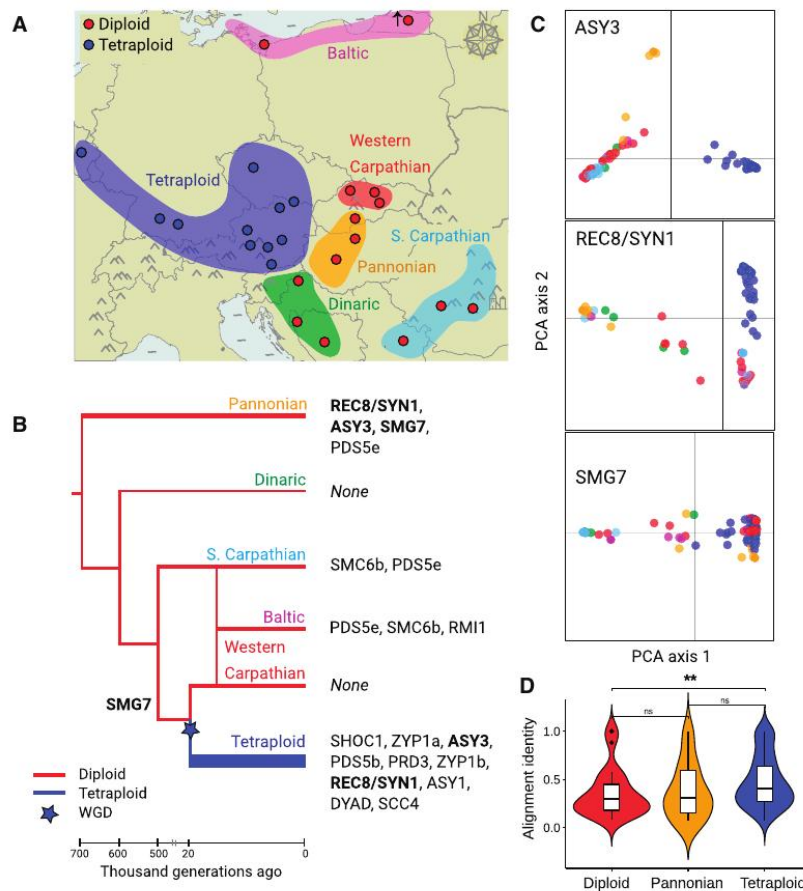 A
Diploid
Tetraploid
N
Baltic
Western
Carpathian
Tetraploid
S. Carpathian
Pannonian
Dinaric
B
Pannonian
REC8/SYN1,
ASY3, SMG7,
PDS5e
Dinaric
None
S. Carpathian
SMC6b, PDS5e
Baltic
PDS5e, SMC6b, RMI1
Western
Carpathian
None
SMG7
Tetraploid
SHOC1, ZYP1a, ASY3,
PDS5b, PRD3, ZYP1b,
REC8/SYN1, ASY1,
DYAD, SCC4
Diploid
Tetraploid
WGD
700 600 500 20 0
Thousand generations ago
C
ASY3
REC8/SYN1
SMG7
PCA axis 2
PCA axis 1
D
**
ns
ns
Alignment identity
1.0
0.5
0.0
Diploid Pannonian Tetraploid